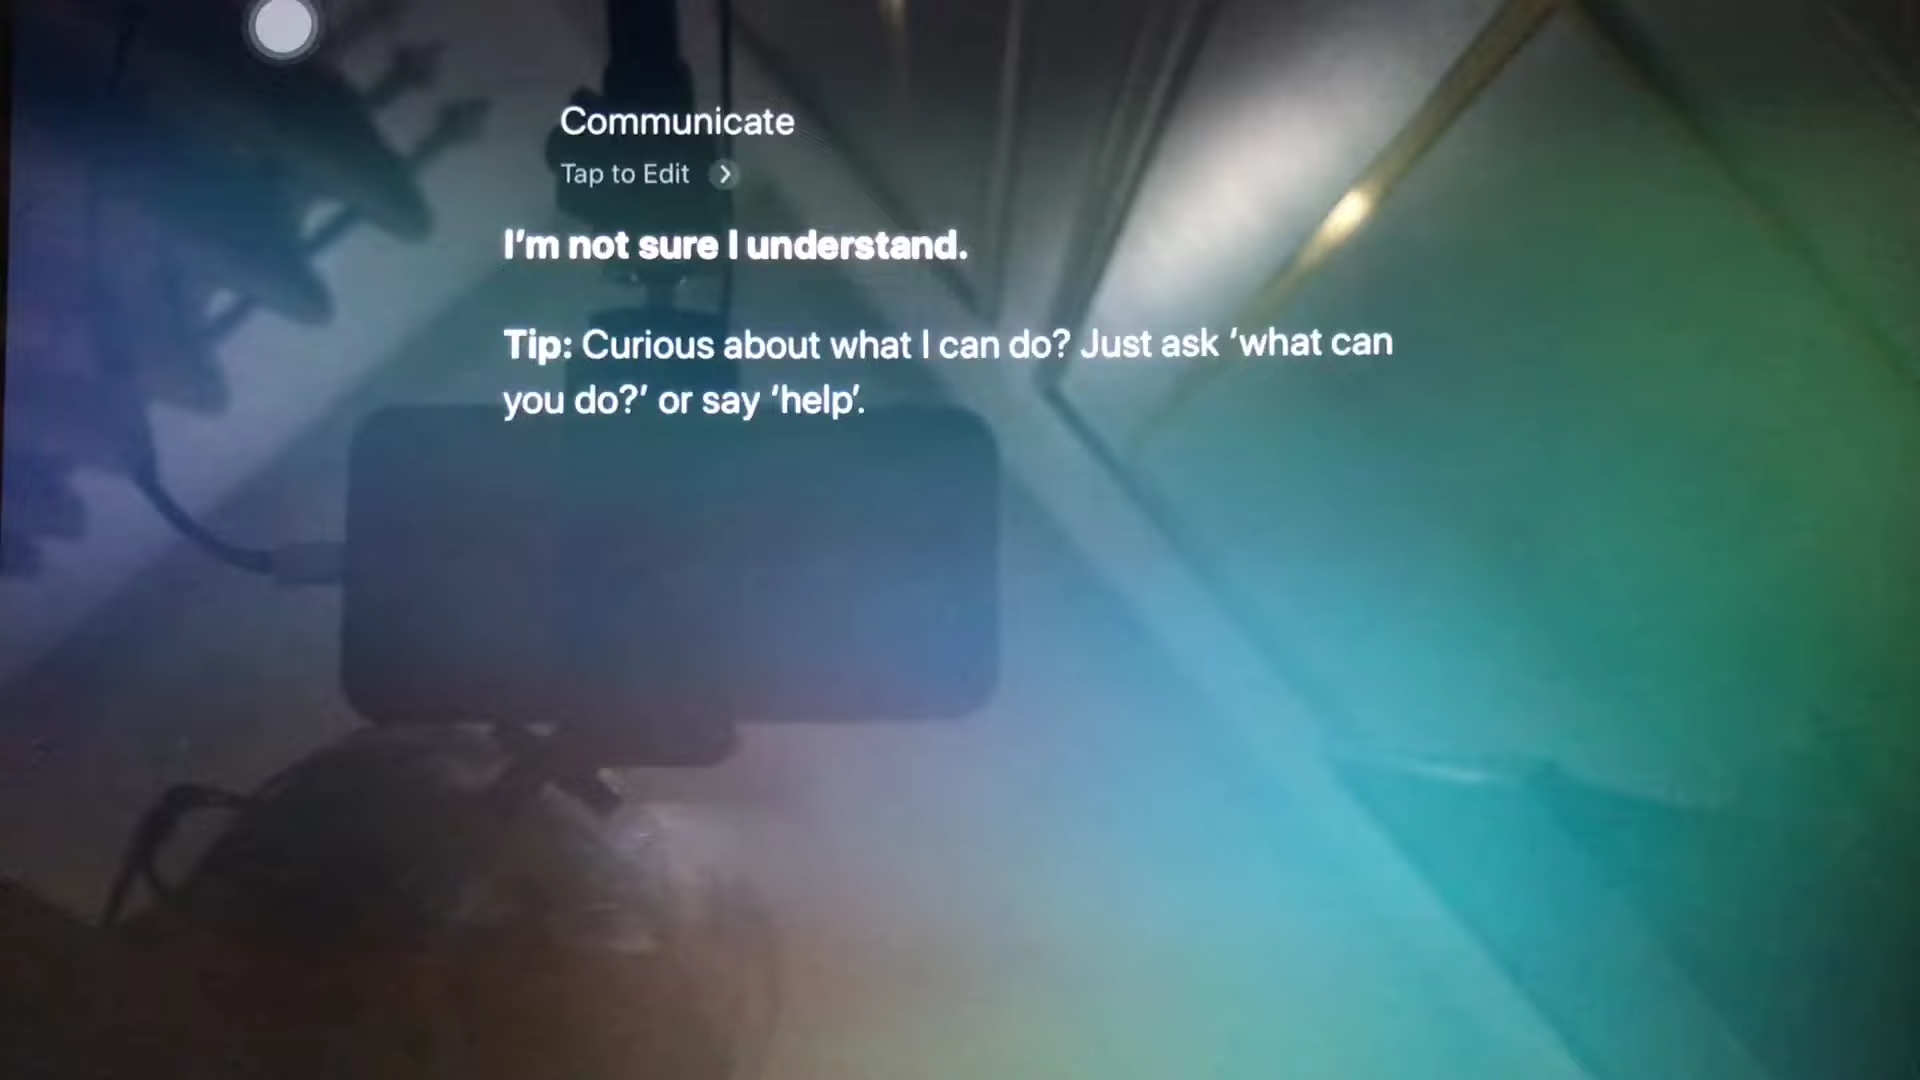 Communicate
Tap to Edit
I'm not sure I understand.
Tip: Curious about what I can do? Just ask ‘what can
you do?’ or say ‘help’.